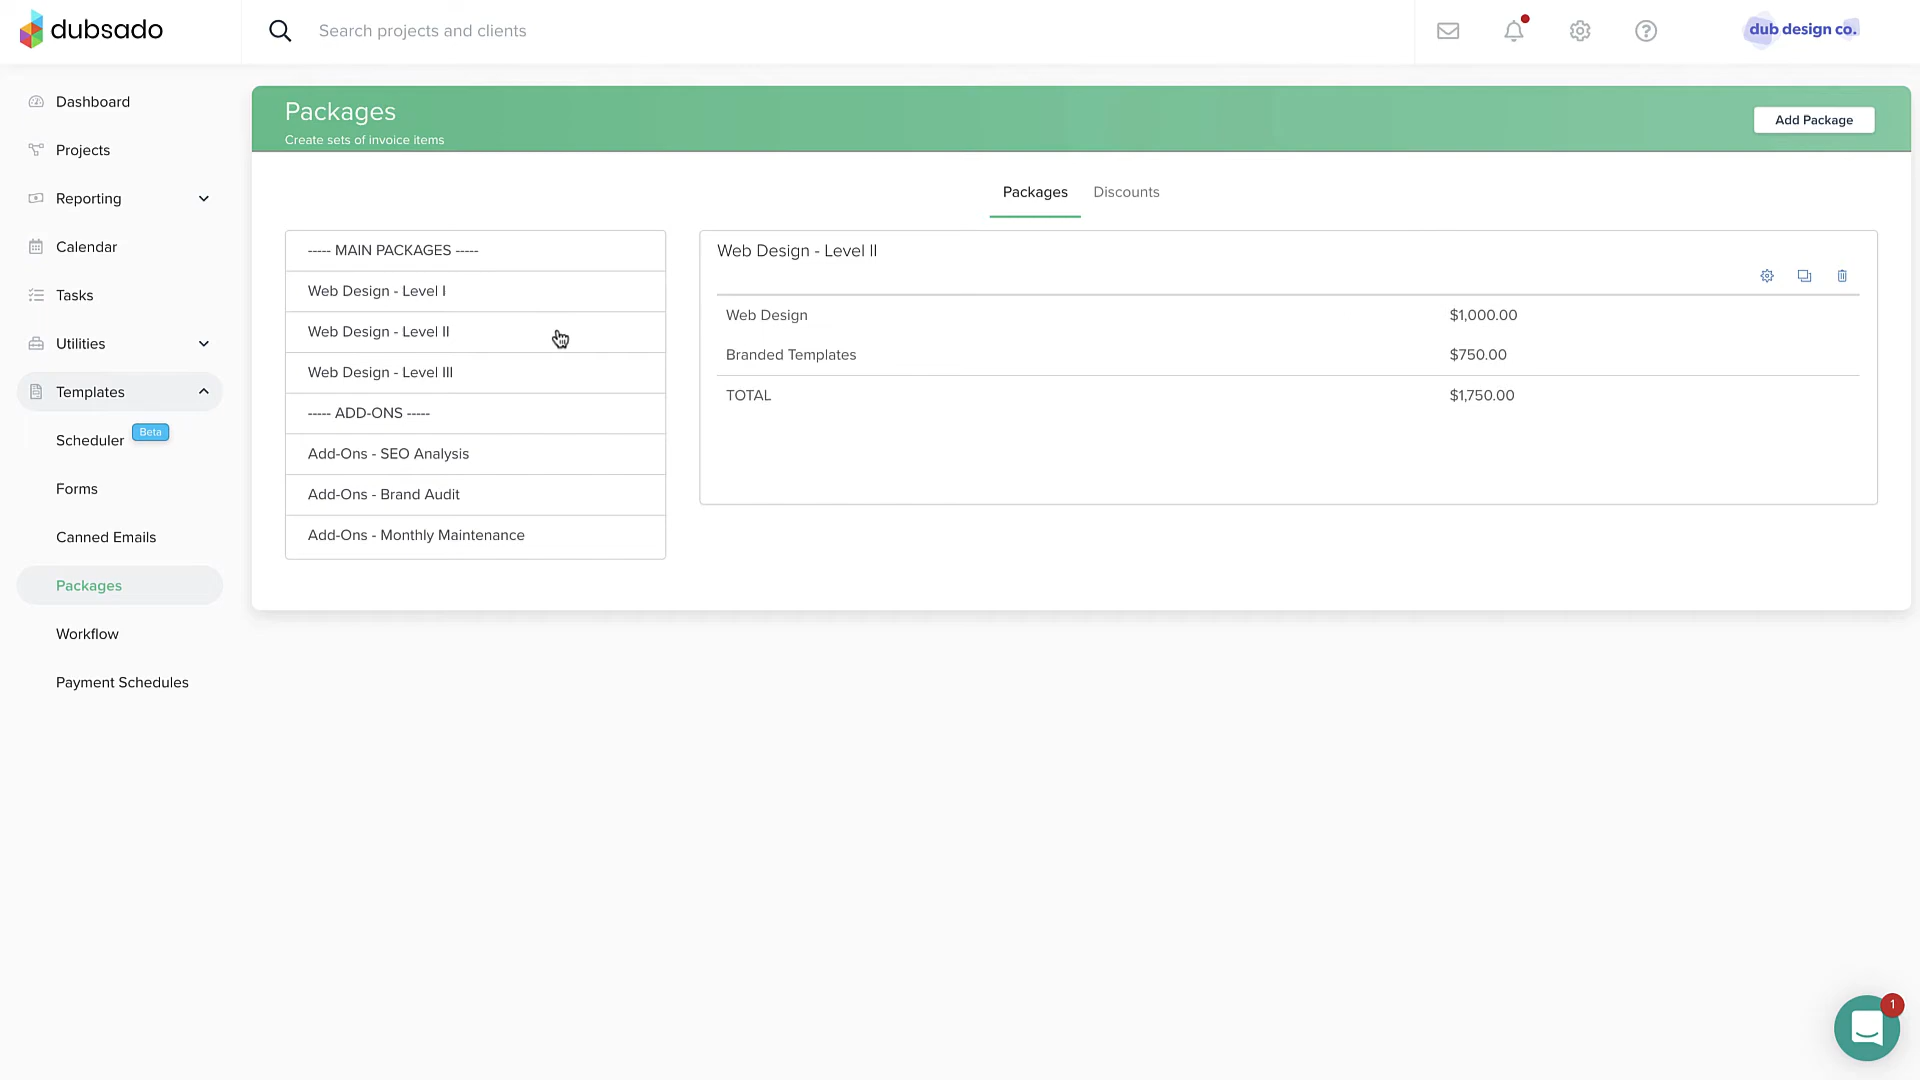 dubsado
Search projects and clients
dub design co.
Dashboard
Projects
Reporting
Calendar
Tasks
Utilities
Templates
Scheduler Beta
Forms
Canned Emails
Packages
Workflow
Payment Schedules
Packages
Create sets of invoice items
Add Package
Packages Discounts
----- MAIN PACKAGES -----
Web Design - Level I
Web Design - Level II
Web Design - Level III
----- ADD-ONS -----
Add-Ons - SEO Analysis
Add-Ons - Brand Audit
Add-Ons - Monthly Maintenance
Web Design - Level II
Web Design $1,000.00
Branded Templates $750.00
TOTAL $1,750.00
1